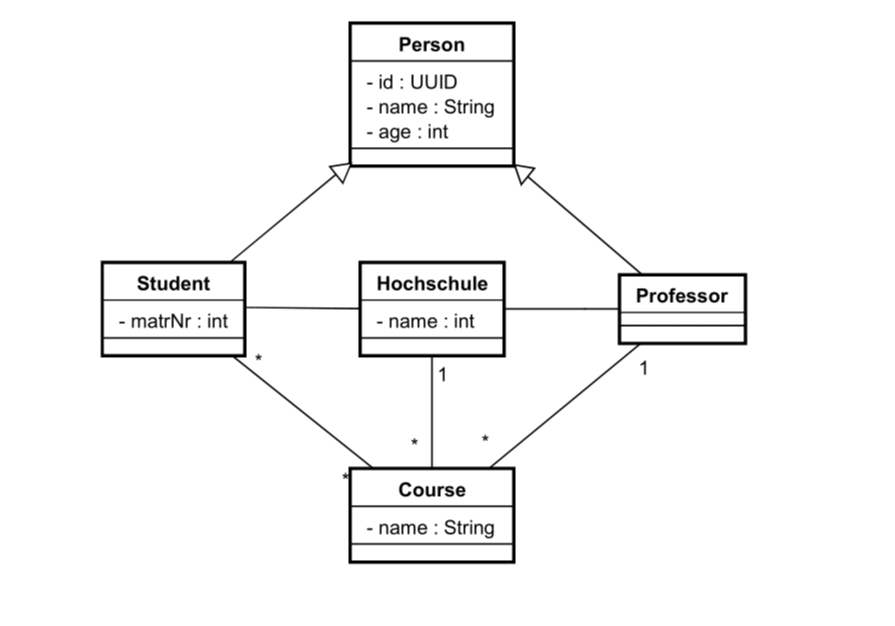 Person
- id : UUID
- name : String
- age : int
Student
- matrNr : int
Hochschule
- name : int
Professor
*
1
1
*
*
*
Course
- name : String